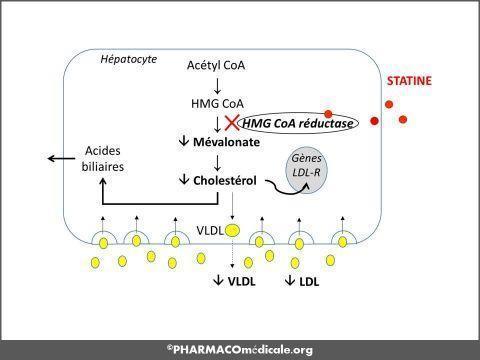 Hépatocyte
Acétyl CoA
STATINE
HMG CoA
HMG CoA réductase
↓ Mévalonate
Acides
biliaires
Gènes
LDL-R
↓ Cholestérol
VLDL
↓ VLDL
↓ LDL
©PHARMACOmédicale.org